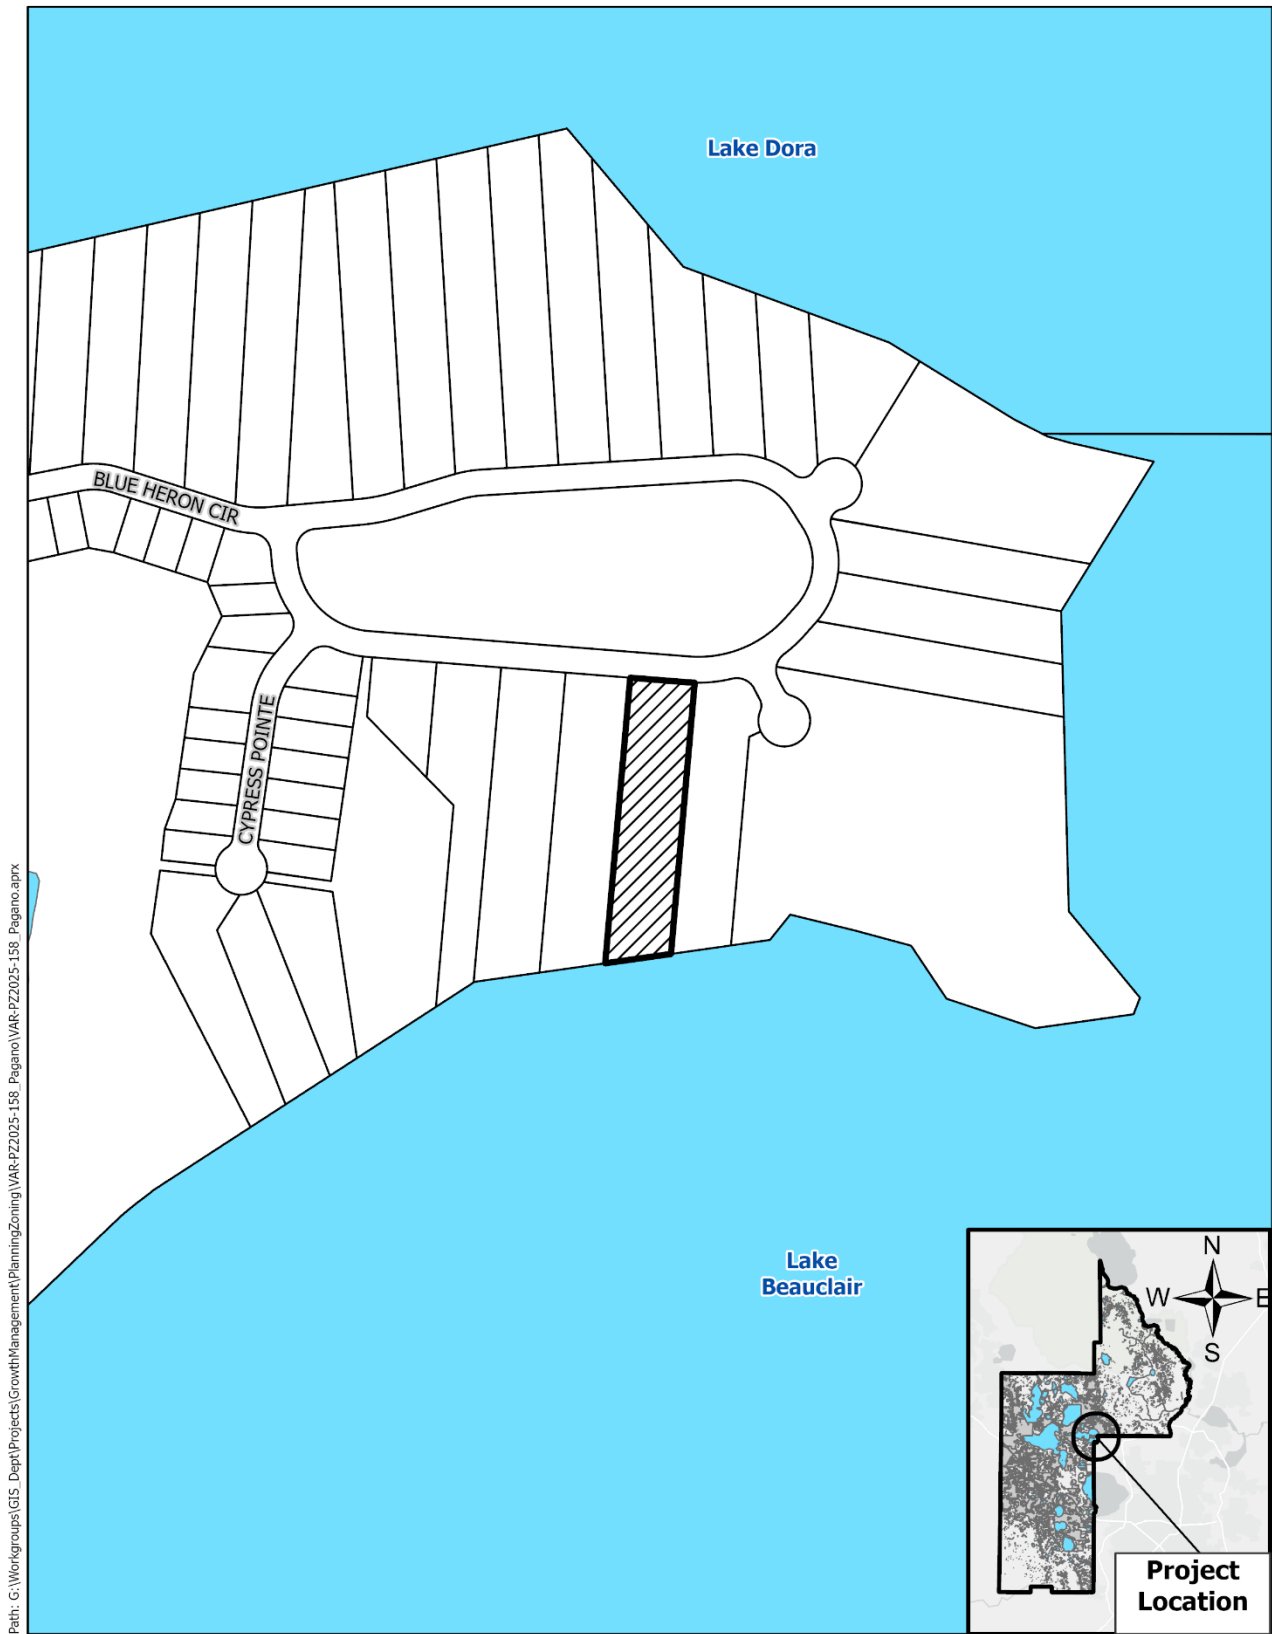 Lake Dora
BLUE HERON CIR
CYPRESS POINTE
Lake
Beauclair
N
W
E
S
Project
Location
Path: G:\Workgroups\GIS_Dept\Projects\GrowthManagement\PlanningZoning\VAR-PZ2025-158_Pagano\VAR-PZ2025-158_Pagano.aprx